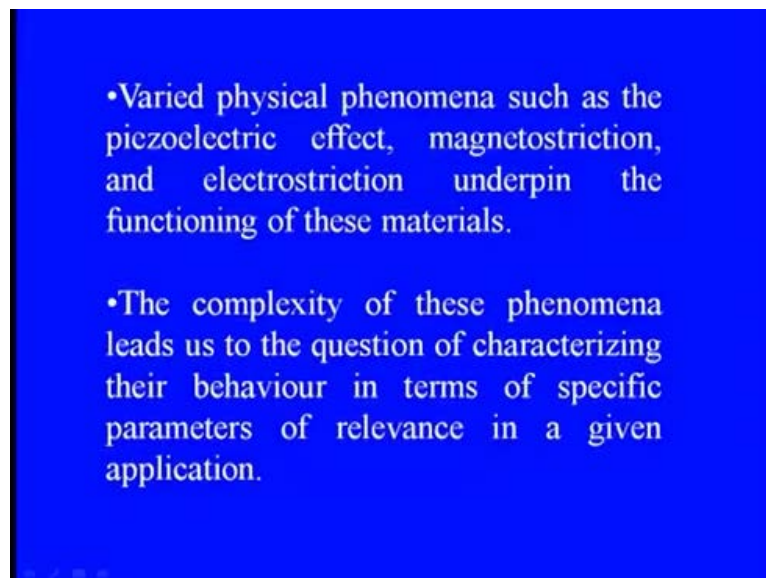 •Varied physical phenomena such as the
piezoelectric effect, magnetostriction,
and electrostriction underpin the
functioning of these materials.
•The complexity of these phenomena
leads us to the question of characterizing
their behaviour in terms of specific
parameters of relevance in a given
application.